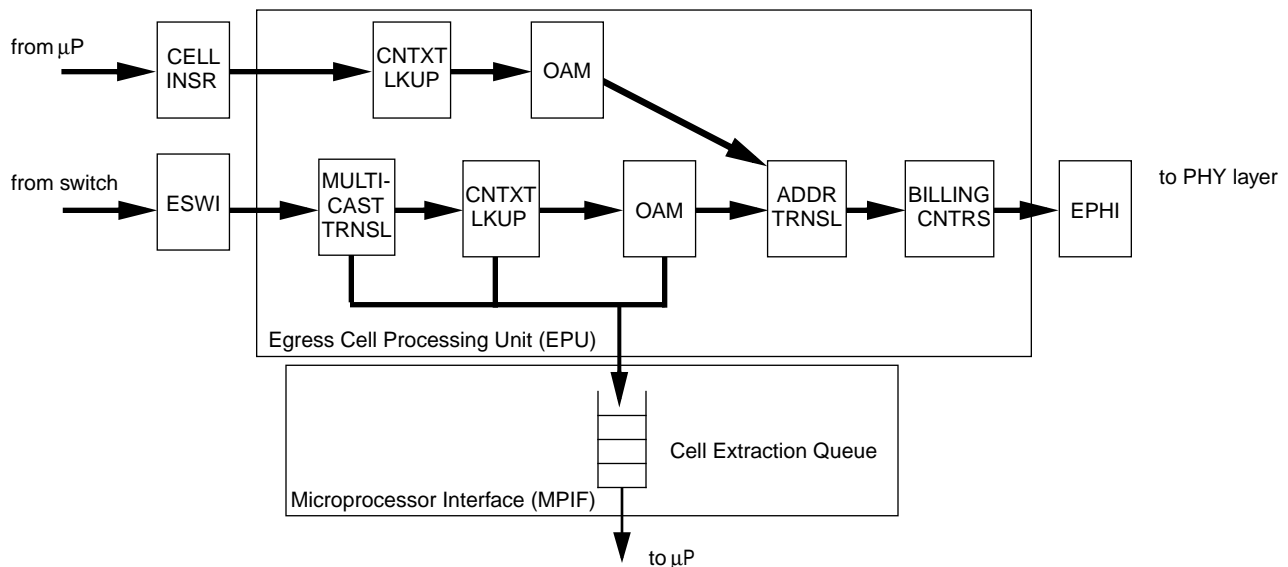 from µP
CELL
INSR
CNTXT
LKUP
OAM
from switch
ESWI
MULTI-
CAST
TRNSL
CNTXT
LKUP
OAM
ADDR
TRNSL
BILLING
CNTRS
EPHI
to PHY layer
Egress Cell Processing Unit (EPU)
Cell Extraction Queue
Microprocessor Interface (MPIF)
to µP